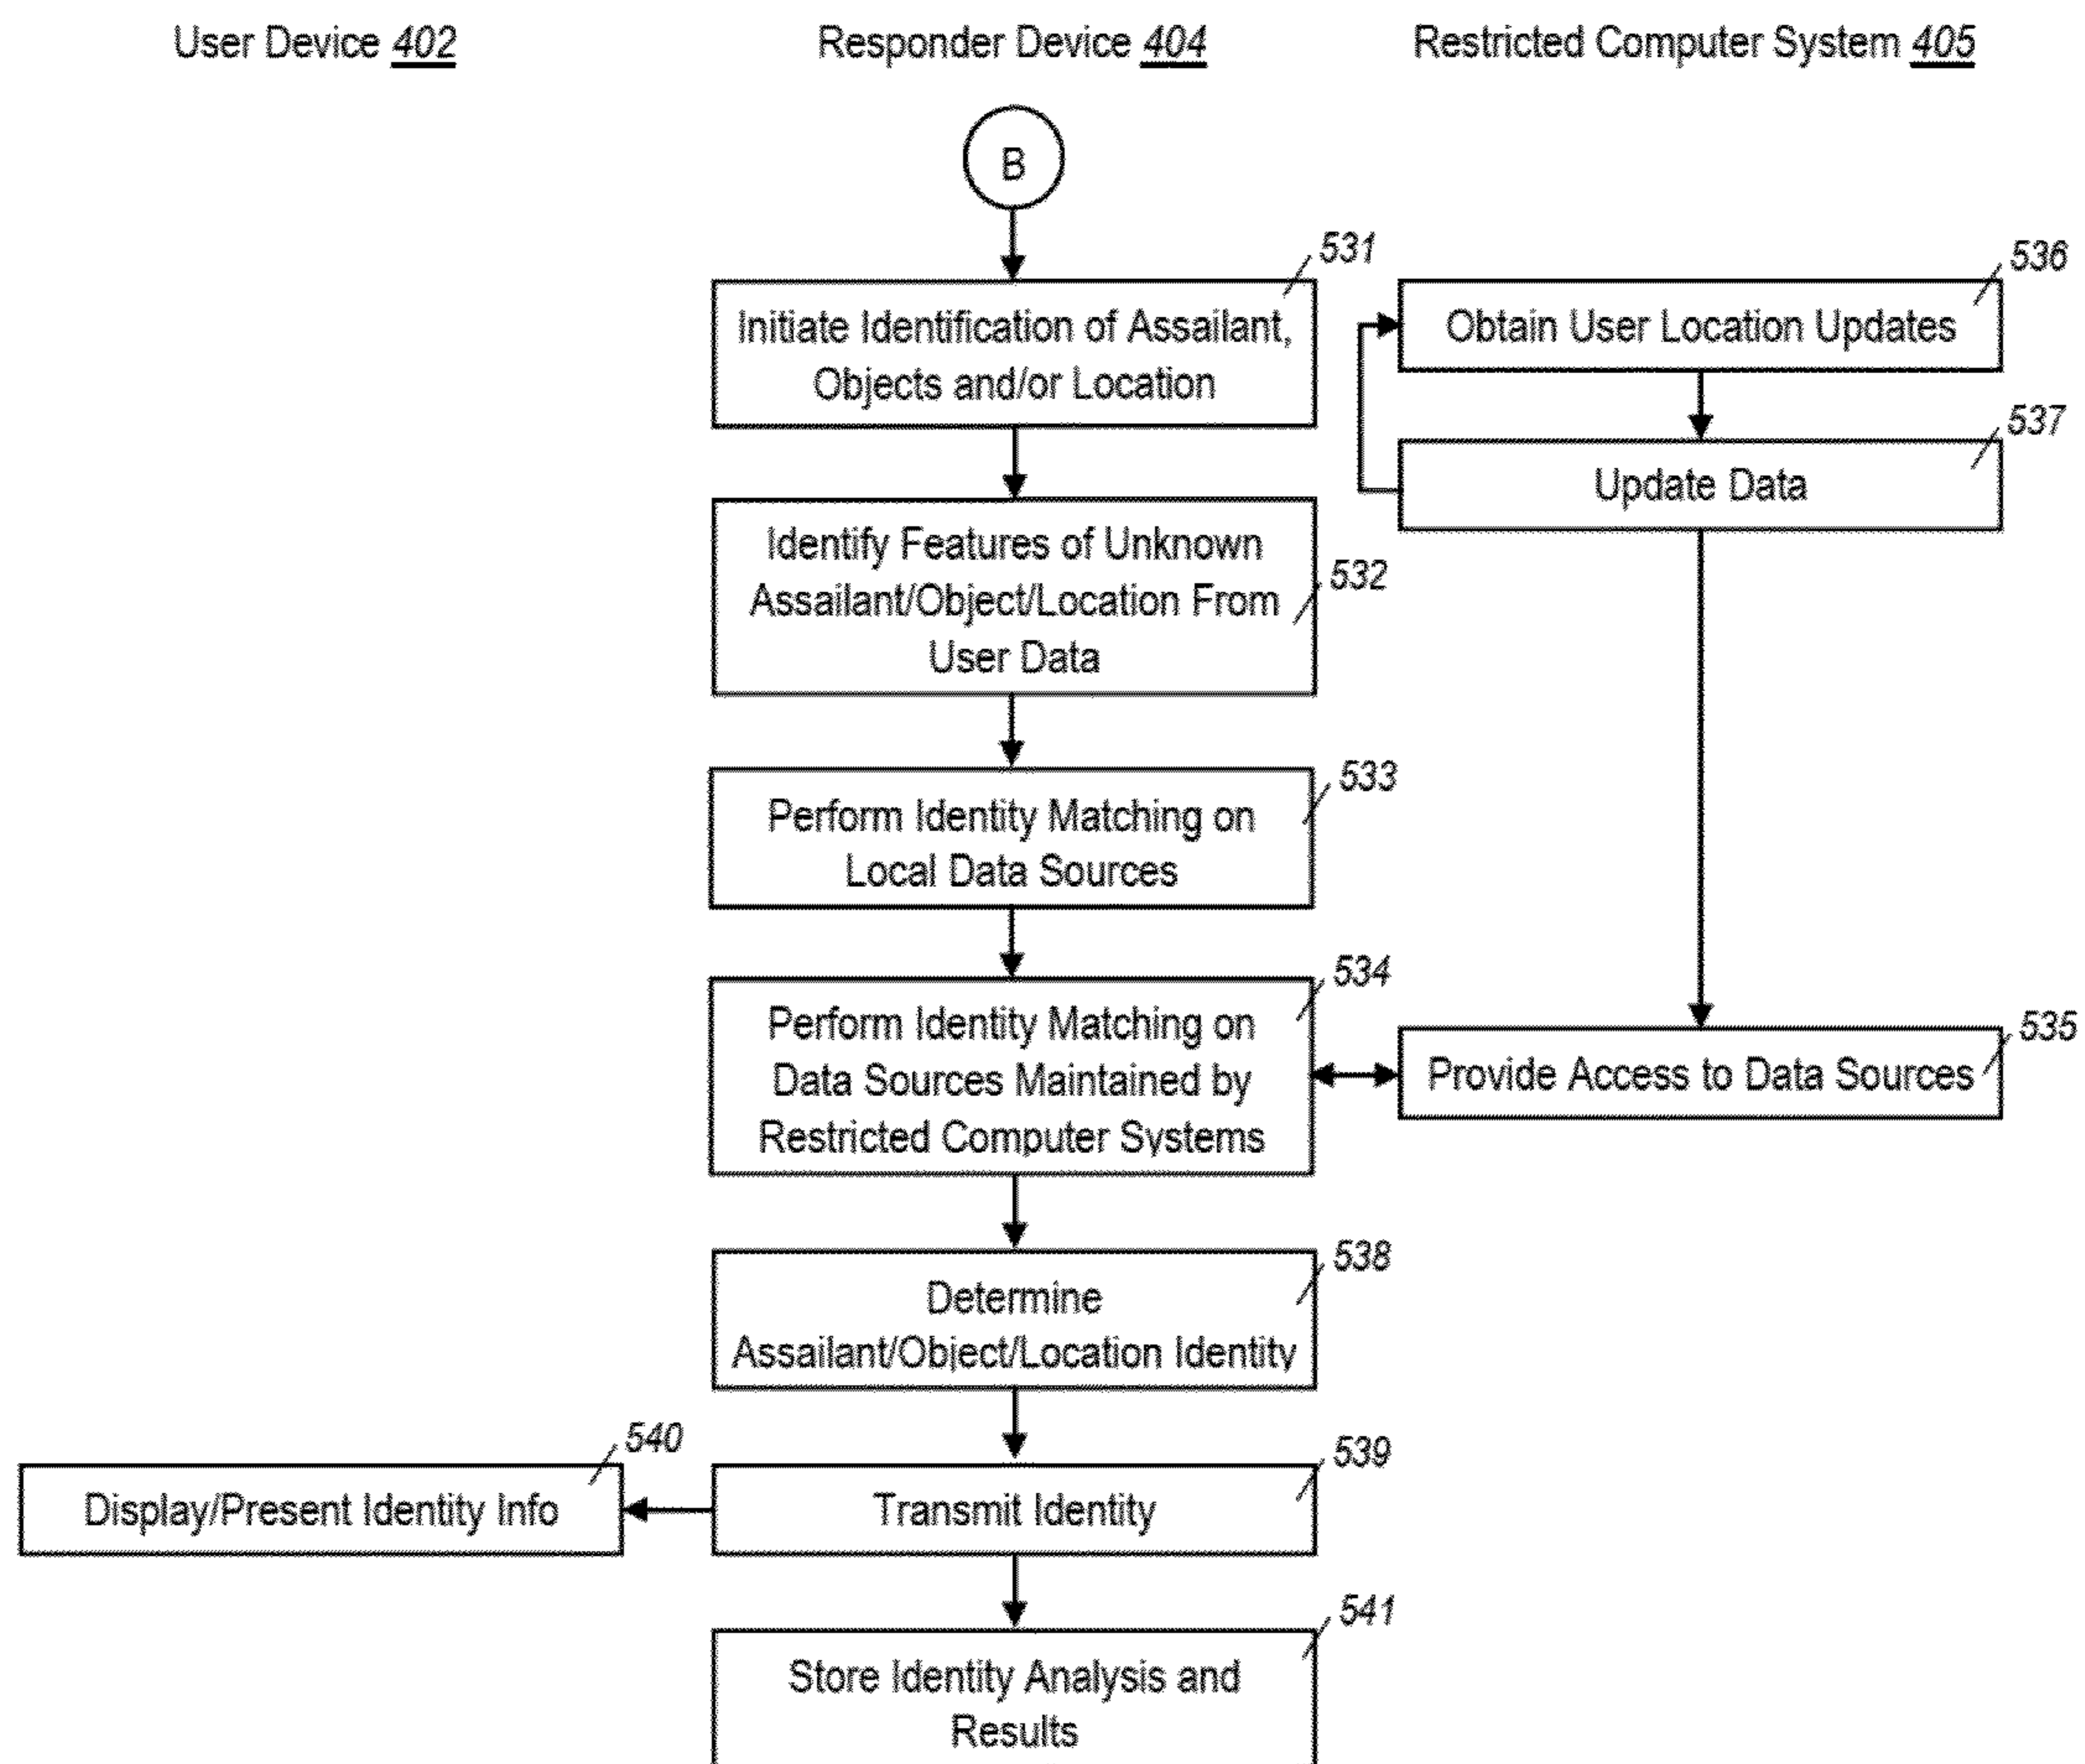 User Device 402
Responder Device 404
Restricted Computer System 405
B
531
Initiate Identification of Assailant,
Objects and/or Location
536
Obtain User Location Updates
537
Update Data
532
Identify Features of Unknown
Assailant/Object/Location From
User Data
533
Perform Identity Matching on
Local Data Sources
534
Perform Identity Matching on
Data Sources Maintained by
Restricted Computer Systems
535
Provide Access to Data Sources
538
Determine
Assailant/Object/Location Identity
540
Display/Present Identity Info
539
Transmit Identity
541
Store Identity Analysis and
Results